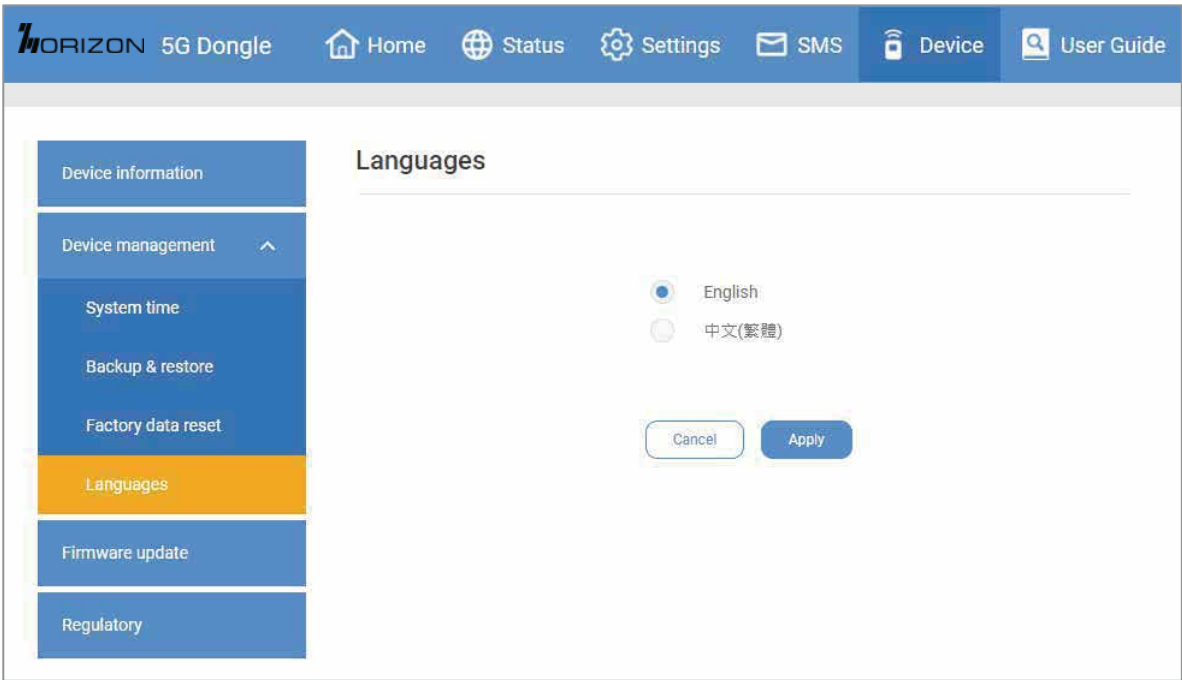 HORIZON 5G Dongle Home Status Settings SMS Device User Guide
Device information
Device management
System time
Backup & restore
Factory data reset
Languages
Firmware update
Regulatory
Languages
English
中文(繁體)
Cancel Apply